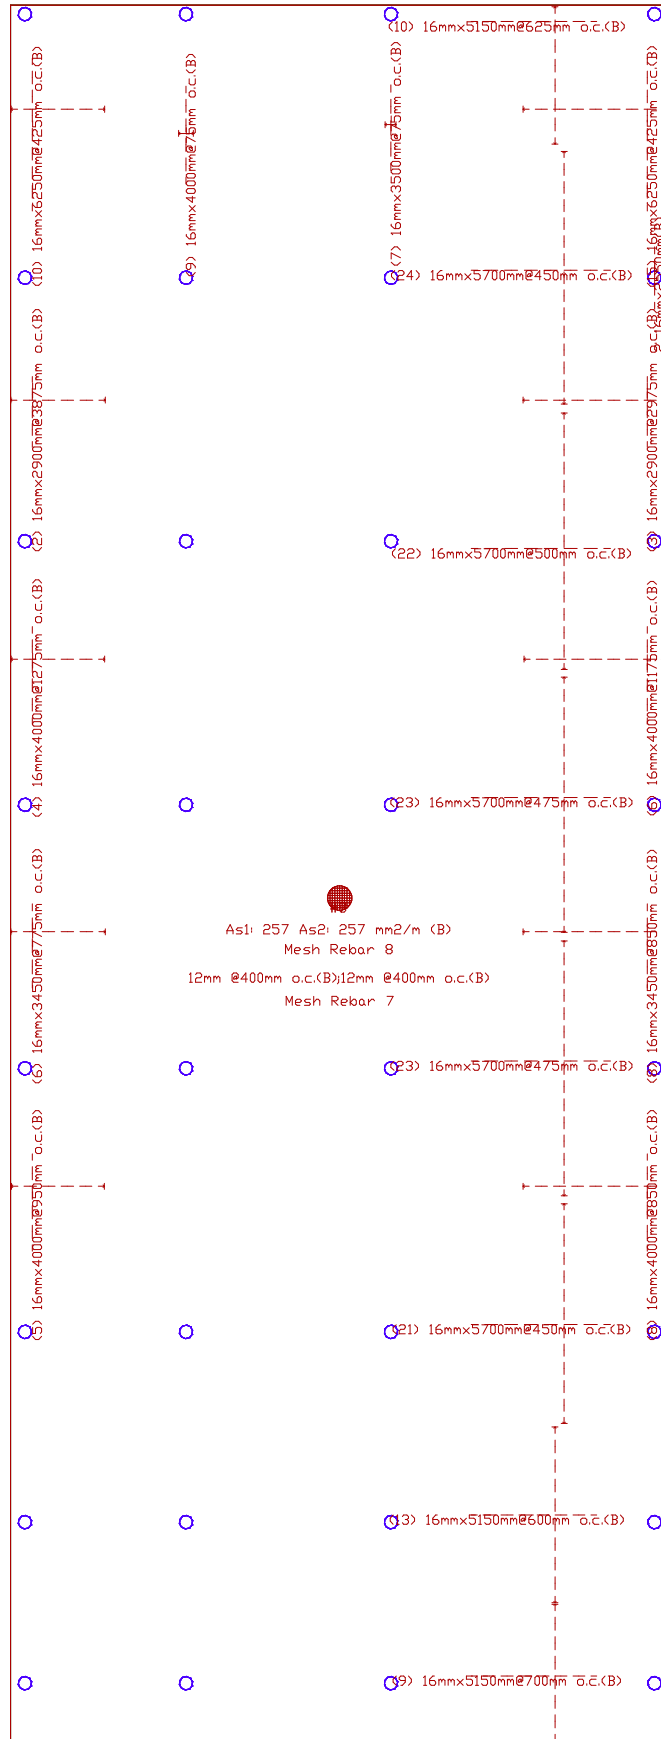 (10) 16mmx5150mm@625mm o.c.(B)
(10) 16mmx6250mm@425mm o.c.(B)
(9) 16mmx4000mm@75mm o.c.(B)
(7) 16mmx3500mm@75mm o.c.(B)
16mmx6250mm@425mm o.c.(B)
(24) 16mmx5700mm@450mm o.c.(B)
(2) 16mmx2900mm@3875mm o.c.(B)
(3) 16mmx2900mm@2975mm o.c.(B)
(22) 16mmx5700mm@500mm o.c.(B)
(4) 16mmx4000mm@1275mm o.c.(B)
16mmx4000mm@1175mm o.c.(B)
(23) 16mmx5700mm@475mm o.c.(B)
As1: 257 As2: 257 mm2/m (B)
Mesh Rebar 8
12mm @400mm o.c.(B);12mm @400mm o.c.(B)
Mesh Rebar 7
(6) 16mmx3450mm@775mm o.c.(B)
16mmx3450mm@850mm o.c.(B)
(23) 16mmx5700mm@475mm o.c.(B)
(5) 16mmx4000mm@950mm o.c.(B)
16mmx4000mm@850mm o.c.(B)
(21) 16mmx5700mm@450mm o.c.(B)
(13) 16mmx5150mm@600mm o.c.(B)
(9) 16mmx5150mm@700mm o.c.(B)